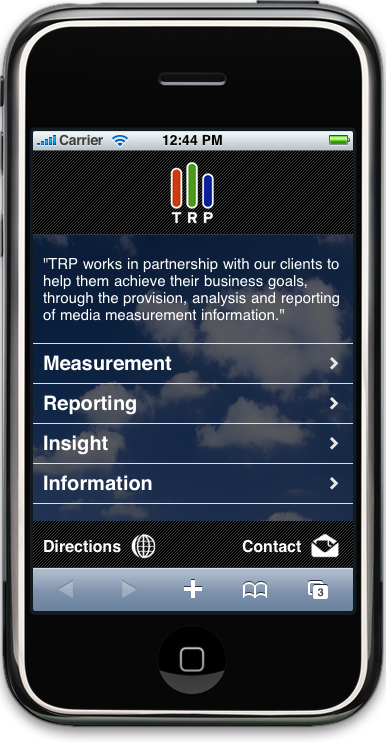 Carrier 12:44 PM
TRP
"TRP works in partnership with our clients to
help them achieve their business goals,
through the provision, analysis and reporting
of media measurement information."
Measurement
Reporting
Insight
Information
Directions Contact
3